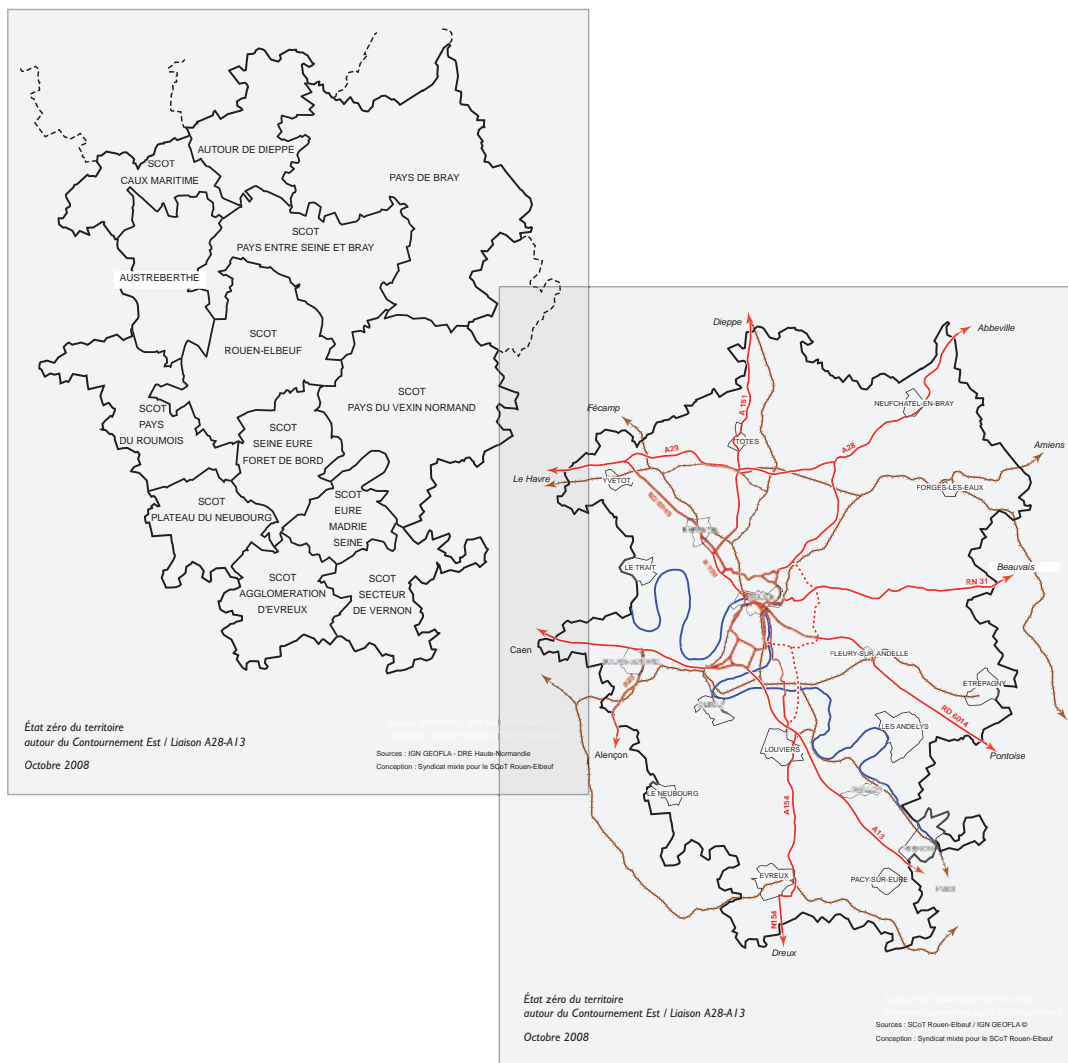 AUTOUR DE DIEPPE
SCOT
CAUX MARITIME
PAYS DE BRAY
SCOT
PAYS ENTRE SEINE ET BRAY
AUSTREBERTHE
SCOT
ROUEN-ELBEUF
SCOT
PAYS DU VEXIN NORMAND
SCOT
PAYS
DU ROUMOIS
SCOT
SEINE EURE
FORET DE BORD
SCOT
PLATEAU DU NEUBOURG
SCOT
EURE
MADRIE
SEINE
SCOT
AGGLOMERATION
D'EVREUX
SCOT
SECTEUR
DE VERNON
État zéro du territoire
autour du Contournement Est / Liaison A28-A13
Octobre 2008
Sources : IGN GEOFLA - DRE Haute-Normandie
Conception : Syndicat mixte pour le SCoT Rouen-Elbeuf
Dieppe
Abbeville
NEUFCHATEL-EN-BRAY
A 151
Fécamp
TOTES
A29
A28
Amiens
Le Havre
YVETOT
FORGES-LES-EAUX
LE TRAIT
Beauvais
RN 31
Caen
FLEURY-SUR-ANDELLE
ETREPAGNY
RD 6014
LES ANDELYS
LOUVIERS
Alençon
Pontoise
LE NEUBOURG
A154
A13
EVREUX
PACY-SUR-EURE
N154
Dreux
État zéro du territoire
autour du Contournement Est / Liaison A28-A13
Octobre 2008
Sources : SCoT Rouen-Elbeuf / IGN GEOFLA ©
Conception : Syndicat mixte pour le SCoT Rouen-Elbeuf